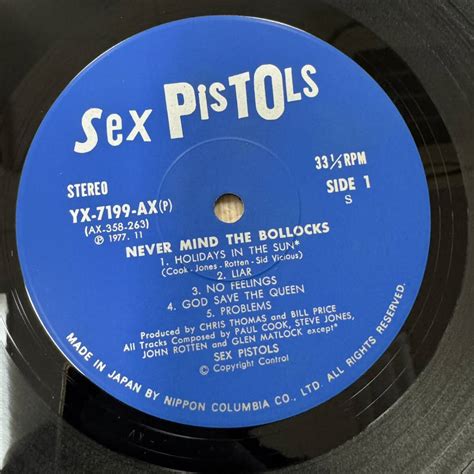 Sex PISTOLS
STEREO
YX-7199-AX(P)
(AX-358-263)
℗ 1977. 11
33 1/3 RPM
SIDE 1
S
NEVER MIND THE BOLLOCKS
1. HOLIDAYS IN THE SUN*
(Cook - Jones - Rotten - Sid Vicious)
2. LIAR
3. NO FEELINGS
4. GOD SAVE THE QUEEN
5. PROBLEMS
Produced by CHRIS THOMAS and BILL PRICE
All Tracks Composed by PAUL COOK, STEVE JONES,
JOHN ROTTEN and GLEN MATLOCK except*
SEX PISTOLS
© Copyright Control
MADE IN JAPAN BY NIPPON COLUMBIA CO., LTD. ALL RIGHTS RESERVED.